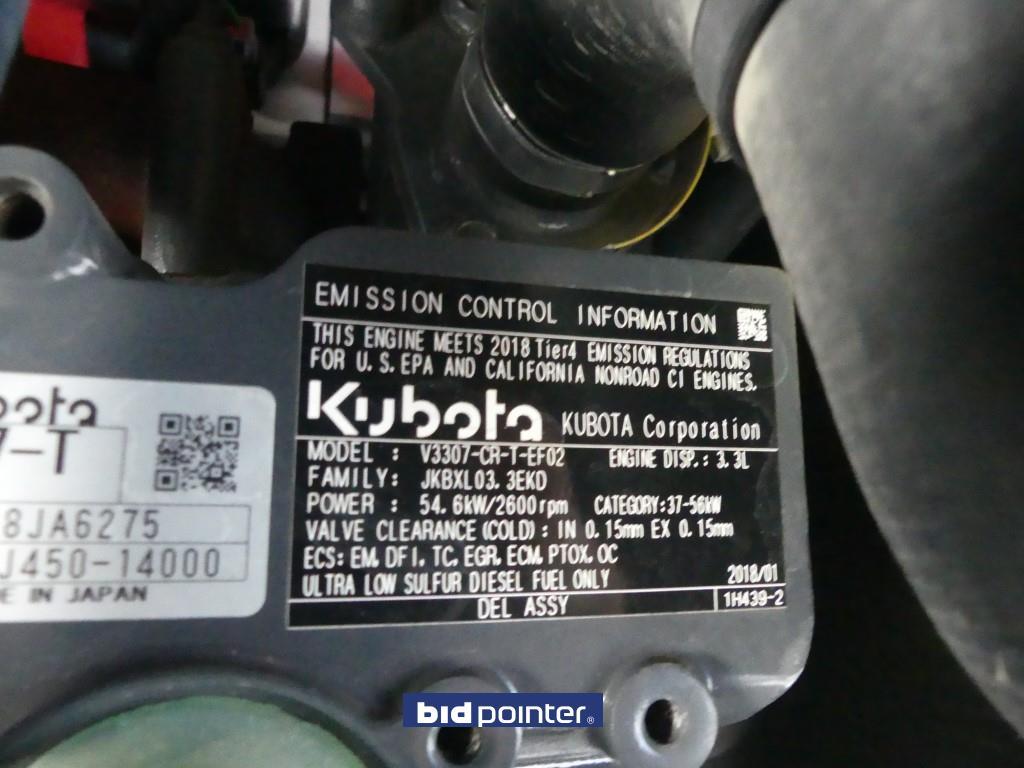 EMISSION CONTROL INFORMATION
THIS ENGINE MEETS 2018 Tier4 EMISSION REGULATIONS
FOR U.S.EPA AND CALIFORNIA NONROAD CI ENGINES.
Kubota KUBOTA Corporation
MODEL : V3307-CR-T-EF02 ENGINE DISP.: 3.3L
FAMILY: JKBXL03.3EKD
POWER : 54.6kW/2600rpm CATEGORY:37-56kW
VALVE CLEARANCE(COLD): IN 0.15mm EX 0.15mm
ECS: EM, DFI, TC, EGR, ECM, PTOX, OC
ULTRA LOW SULFUR DIESEL FUEL ONLY 2018/01
DEL ASSY 1H439-2
7-T
8JA6275
J450-14000
IN JAPAN
bidpointer®